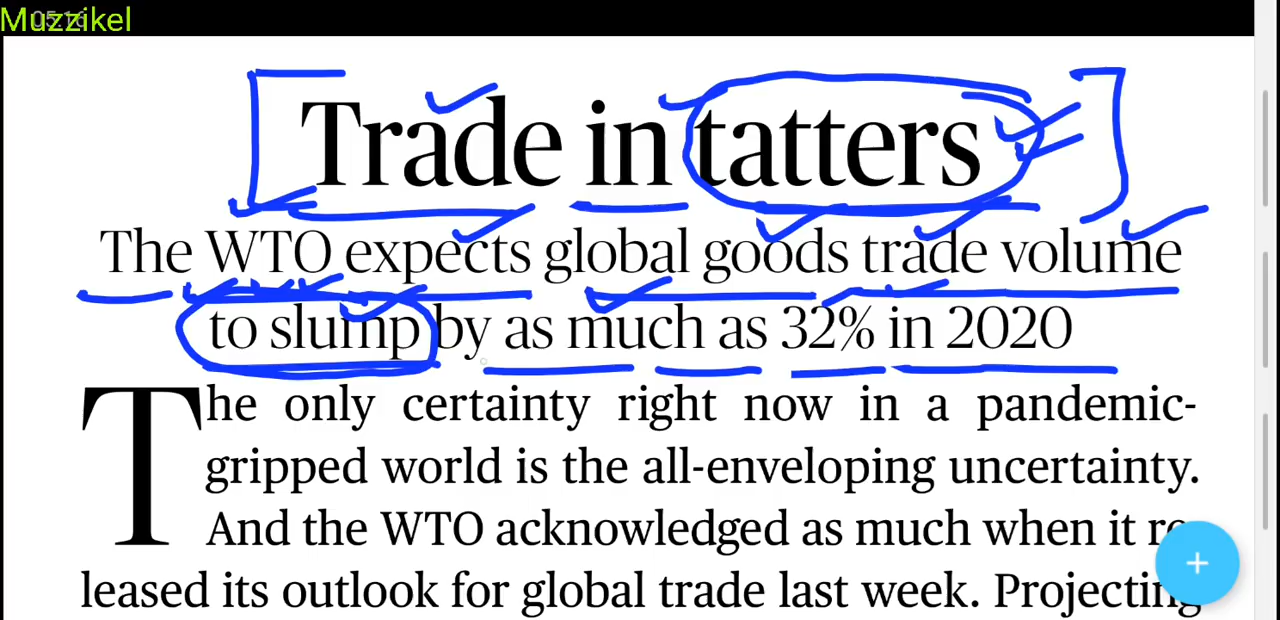 Muzzikel
05:16
Trade in tatters
The WTO expects global goods trade volume
to slump by as much as 32% in 2020
The only certainty right now in a pandemic-
gripped world is the all-enveloping uncertainty.
And the WTO acknowledged as much when it re-
leased its outlook for global trade last week. Projecting
+